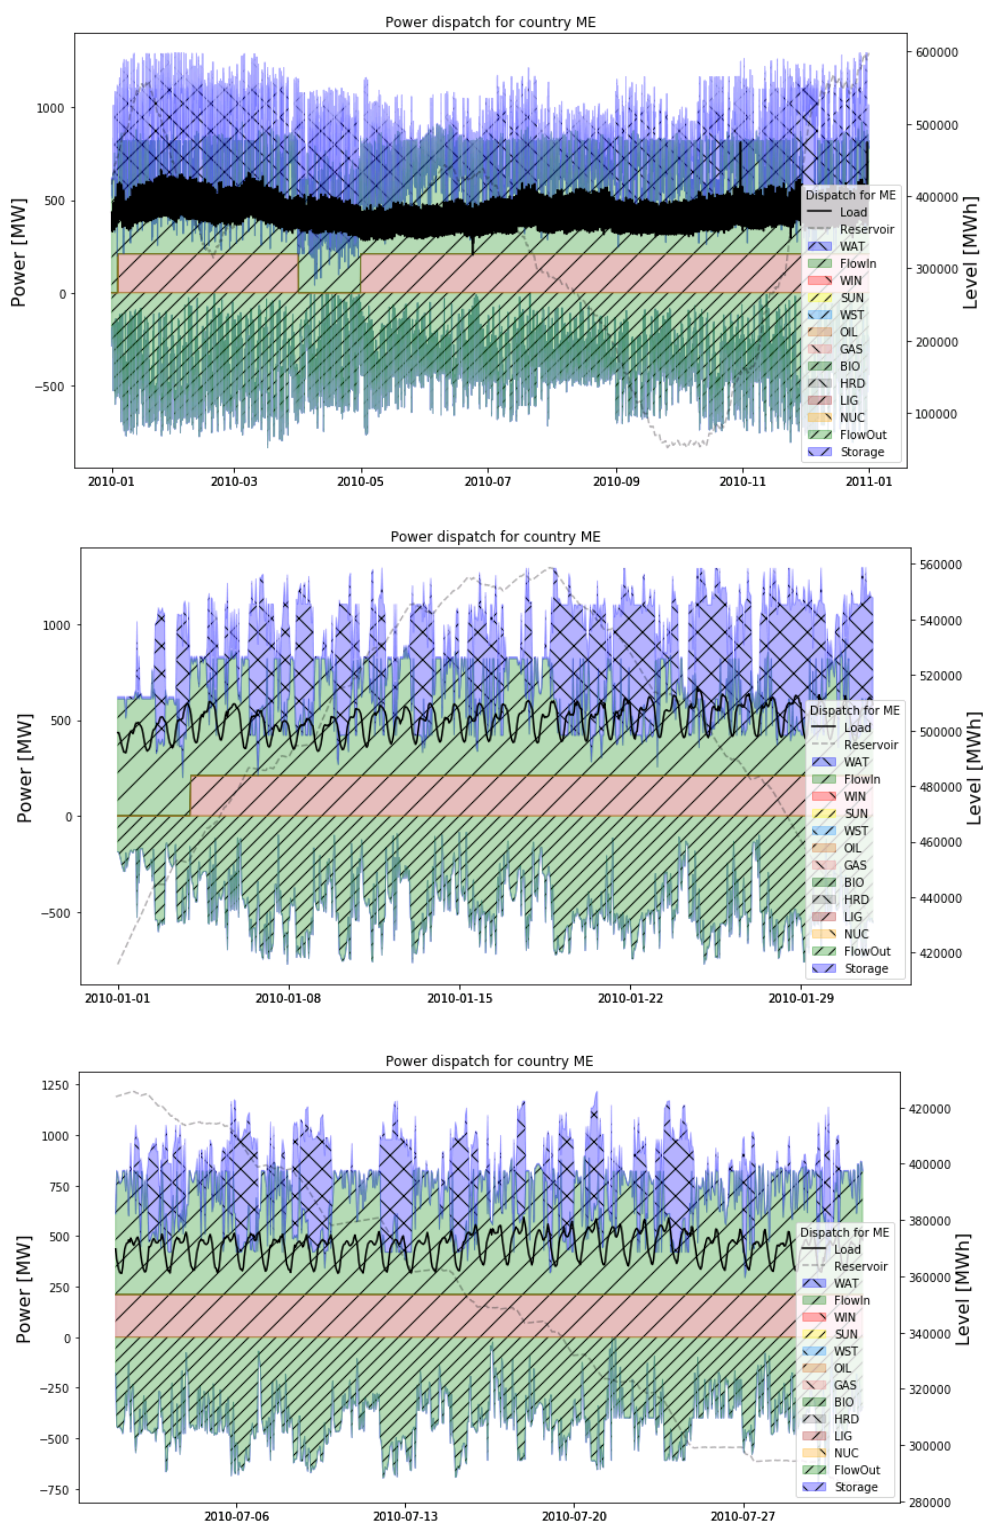 Power dispatch for country ME
Power [MW]
1000
500
0
−500
600000
500000
400000
300000
200000
100000
Level [MWh]
Dispatch for ME
Load
Reservoir
WAT
FlowIn
WIN
SUN
WST
OIL
GAS
BIO
HRD
LIG
NUC
FlowOut
Storage
2010-01 2010-03 2010-05 2010-07 2010-09 2010-11 2011-01
Power dispatch for country ME
Power [MW]
1000
500
0
−500
560000
540000
520000
500000
480000
460000
440000
420000
Level [MWh]
Dispatch for ME
Load
Reservoir
WAT
FlowIn
WIN
SUN
WST
OIL
GAS
BIO
HRD
LIG
NUC
FlowOut
Storage
2010-01-01 2010-01-08 2010-01-15 2010-01-22 2010-01-29
Power dispatch for country ME
Power [MW]
1250
1000
750
500
250
0
−250
−500
−750
420000
400000
380000
360000
340000
320000
300000
280000
Level [MWh]
Dispatch for ME
Load
Reservoir
WAT
FlowIn
WIN
SUN
WST
OIL
GAS
BIO
HRD
LIG
NUC
FlowOut
Storage
2010-07-06 2010-07-13 2010-07-20 2010-07-27